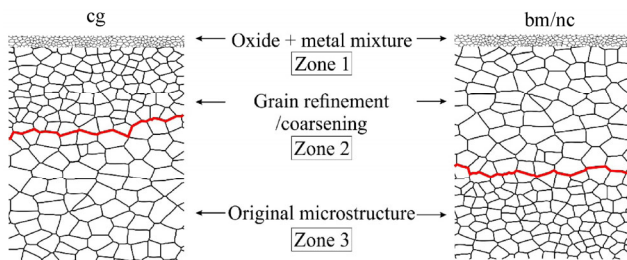 cg
bm/nc
Oxide + metal mixture
Zone 1
Grain refinement
/coarsening
Zone 2
Original microstructure
Zone 3